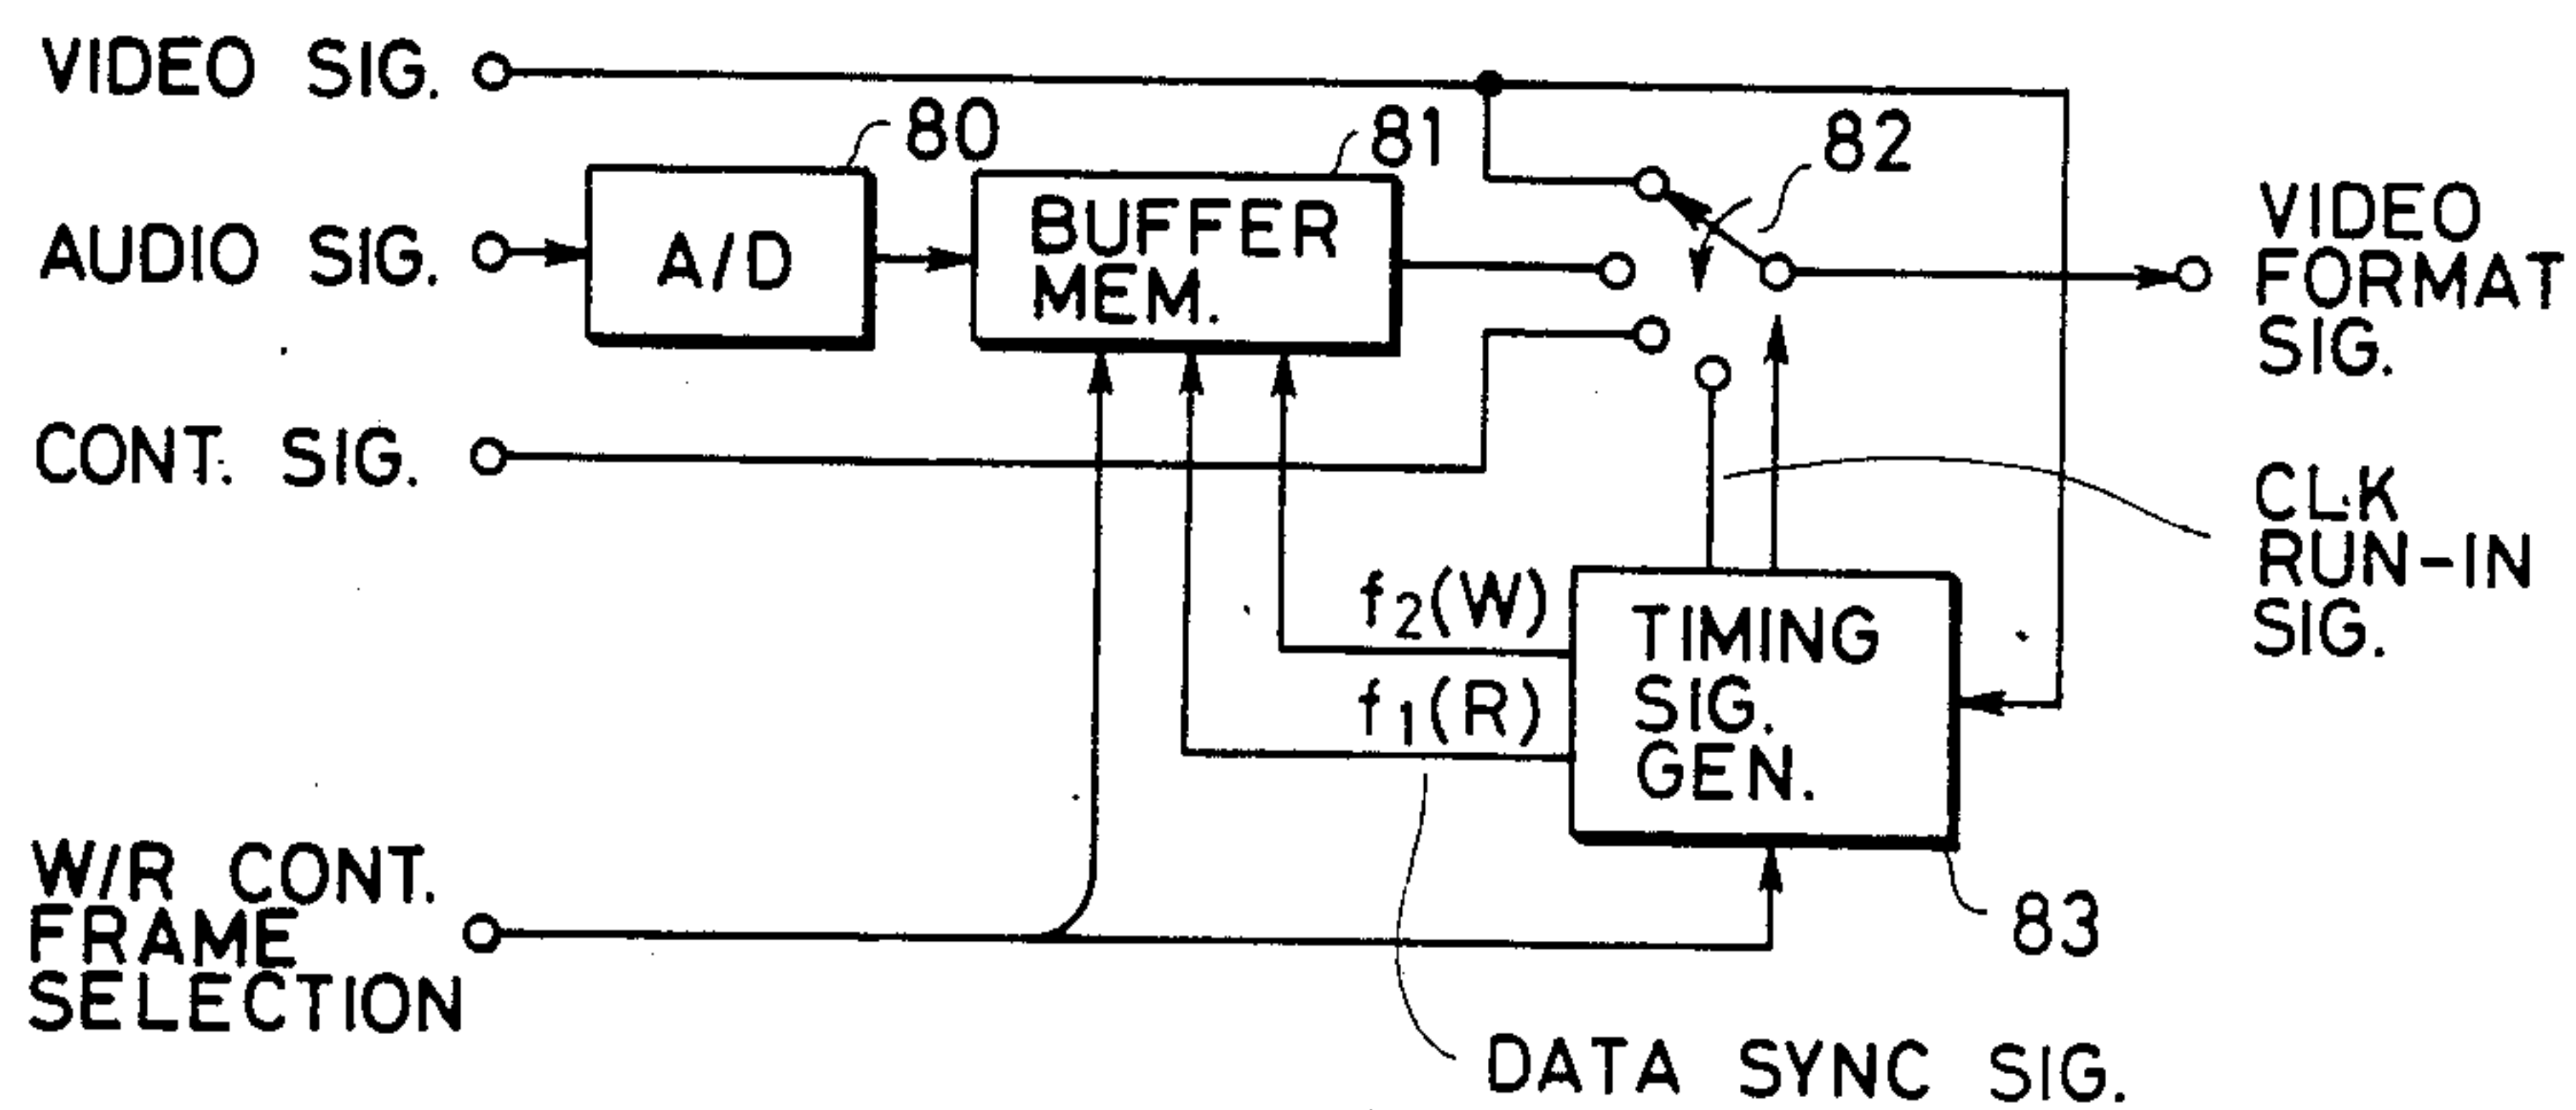 VIDEO SIG.
80
81
82
AUDIO SIG.
A/D
BUFFER
MEM.
VIDEO
FORMAT
SIG.
CONT. SIG.
CLK
RUN-IN
SIG.
f2(W)
f1(R)
TIMING
SIG.
GEN.
W/R CONT.
FRAME
SELECTION
83
DATA SYNC SIG.